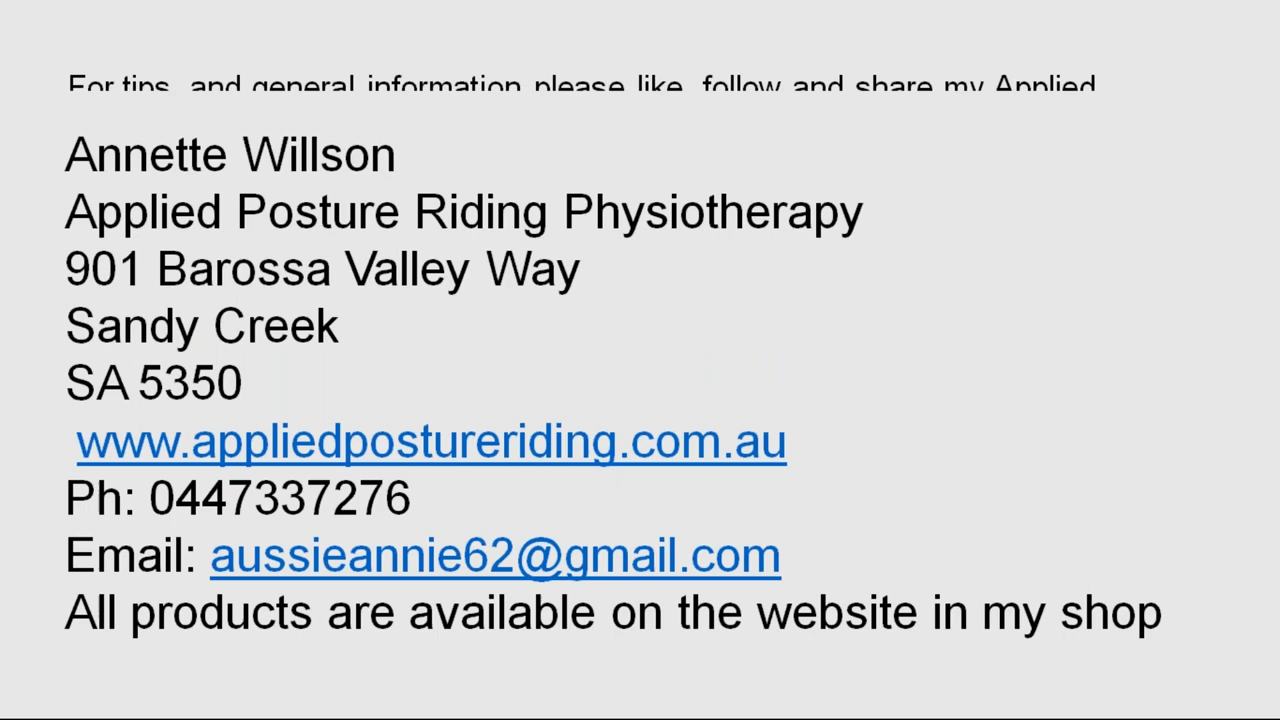 For tips, and general information please like, follow and share my Applied
Annette Willson
Applied Posture Riding Physiotherapy
901 Barossa Valley Way
Sandy Creek
SA 5350
www.appliedpostureriding.com.au
Ph: 0447337276
Email: aussieannie62@gmail.com
All products are available on the website in my shop